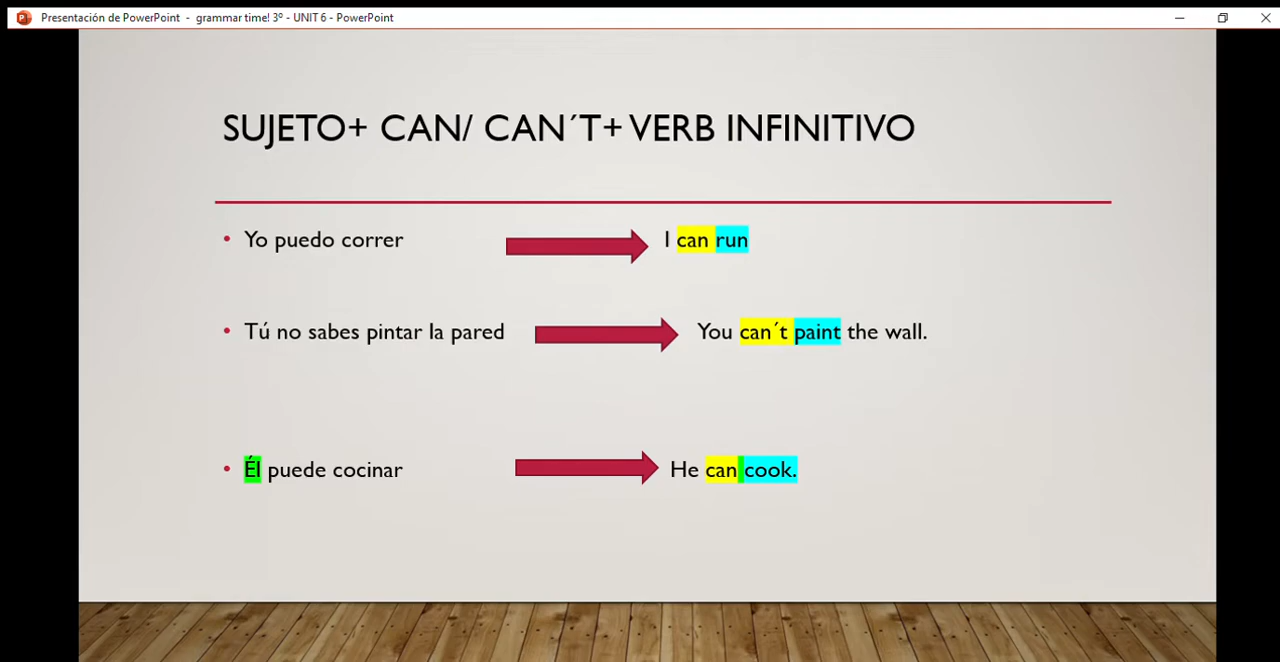 Presentación de PowerPoint - grammar time! 3º - UNIT 6 - PowerPoint
SUJETO+ CAN/ CAN´T+ VERB INFINITIVO
• Yo puedo correr I can run
• Tú no sabes pintar la pared You can´t paint the wall.
• Él puede cocinar He can cook.